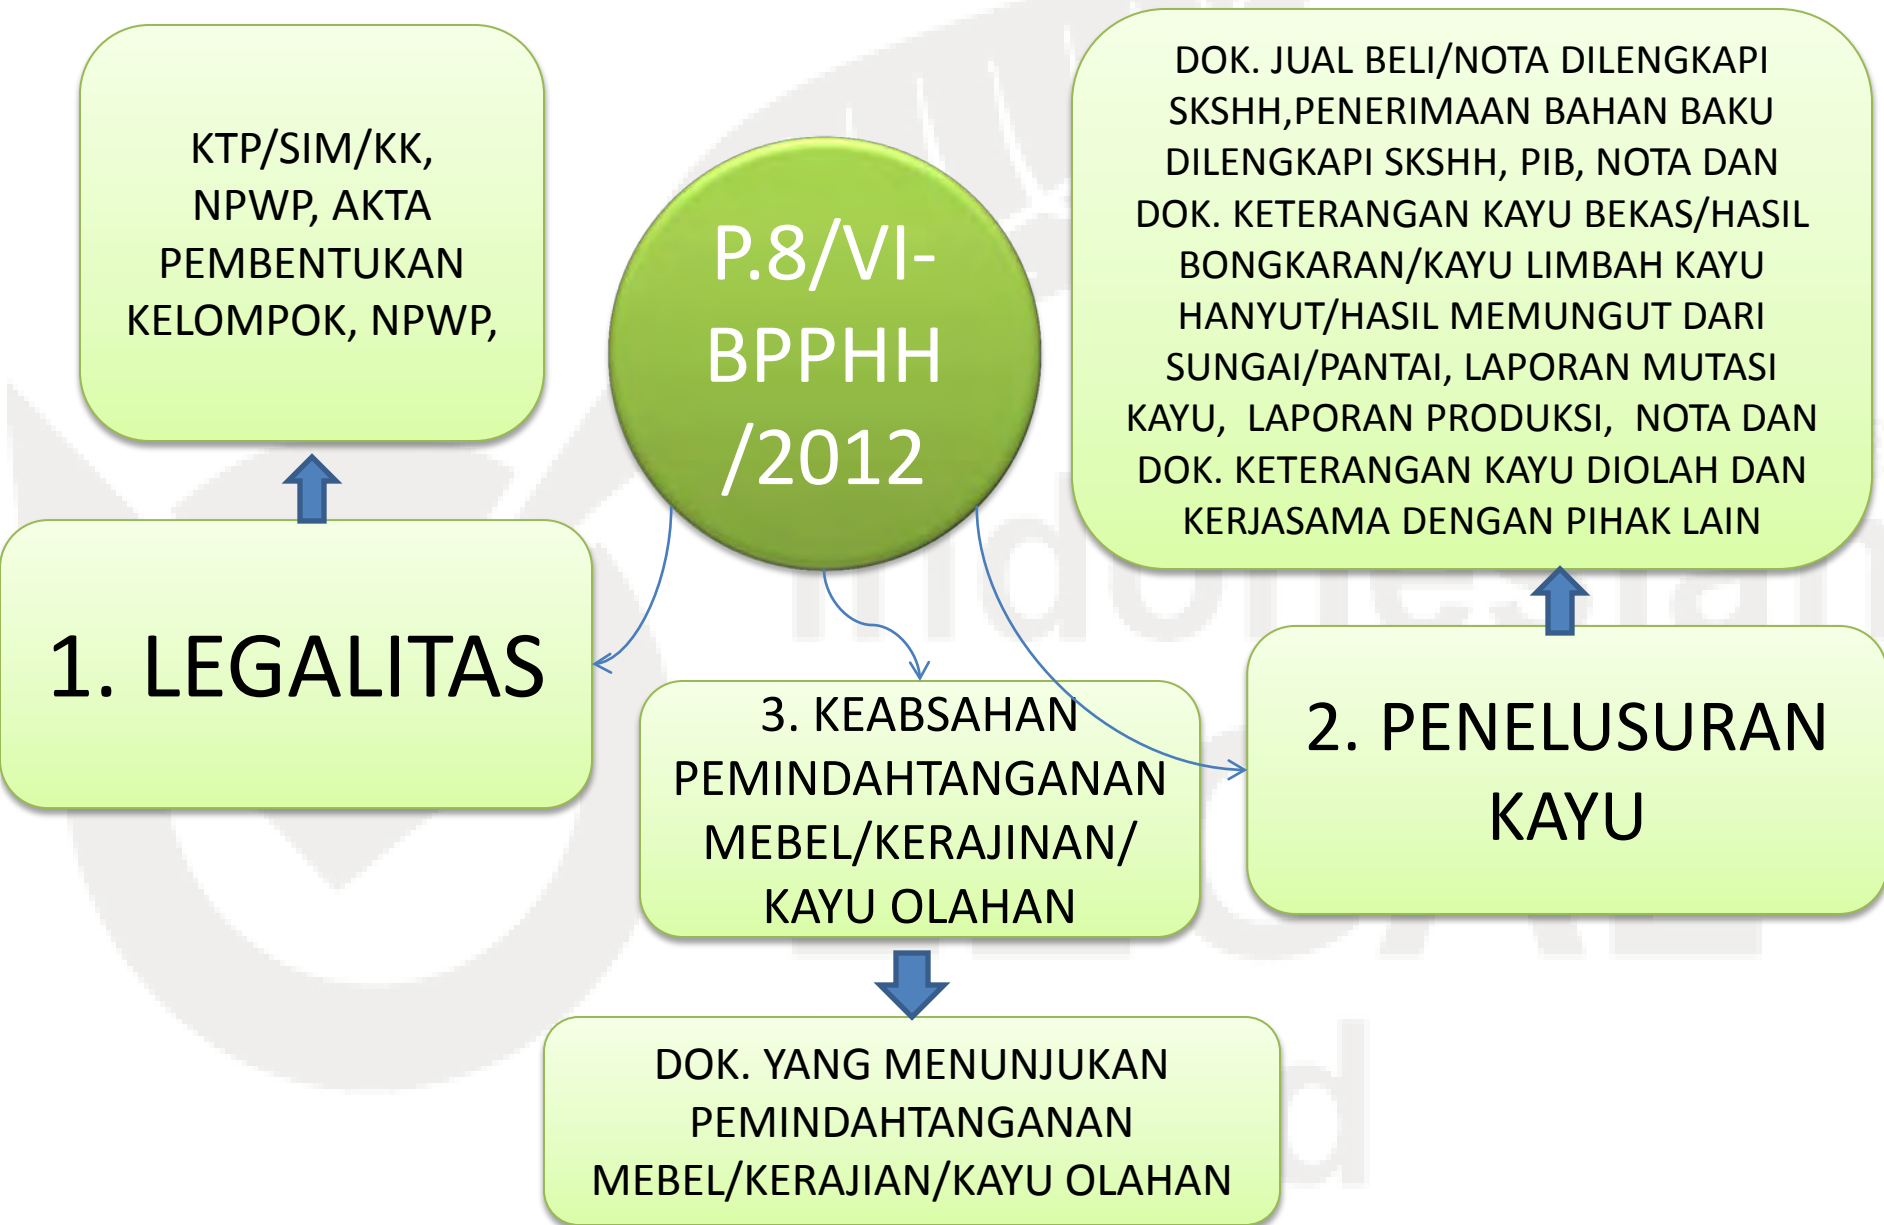 KTP/SIM/KK,
NPWP, AKTA
PEMBENTUKAN
KELOMPOK, NPWP,
1. LEGALITAS
P.8/VI-
BPPHH
/2012
DOK. JUAL BELI/NOTA DILENGKAPI
SKSHH,PENERIMAAN BAHAN BAKU
DILENGKAPI SKSHH, PIB, NOTA DAN
DOK. KETERANGAN KAYU BEKAS/HASIL
BONGKARAN/KAYU LIMBAH KAYU
HANYUT/HASIL MEMUNGUT DARI
SUNGAI/PANTAI, LAPORAN MUTASI
KAYU, LAPORAN PRODUKSI, NOTA DAN
DOK. KETERANGAN KAYU DIOLAH DAN
KERJASAMA DENGAN PIHAK LAIN
2. PENELUSURAN
KAYU
3. KEABSAHAN
PEMINDAHTANGANAN
MEBEL/KERAJINAN/
KAYU OLAHAN
DOK. YANG MENUNJUKAN
PEMINDAHTANGANAN
MEBEL/KERAJIAN/KAYU OLAHAN
Indonesian
LEGAL